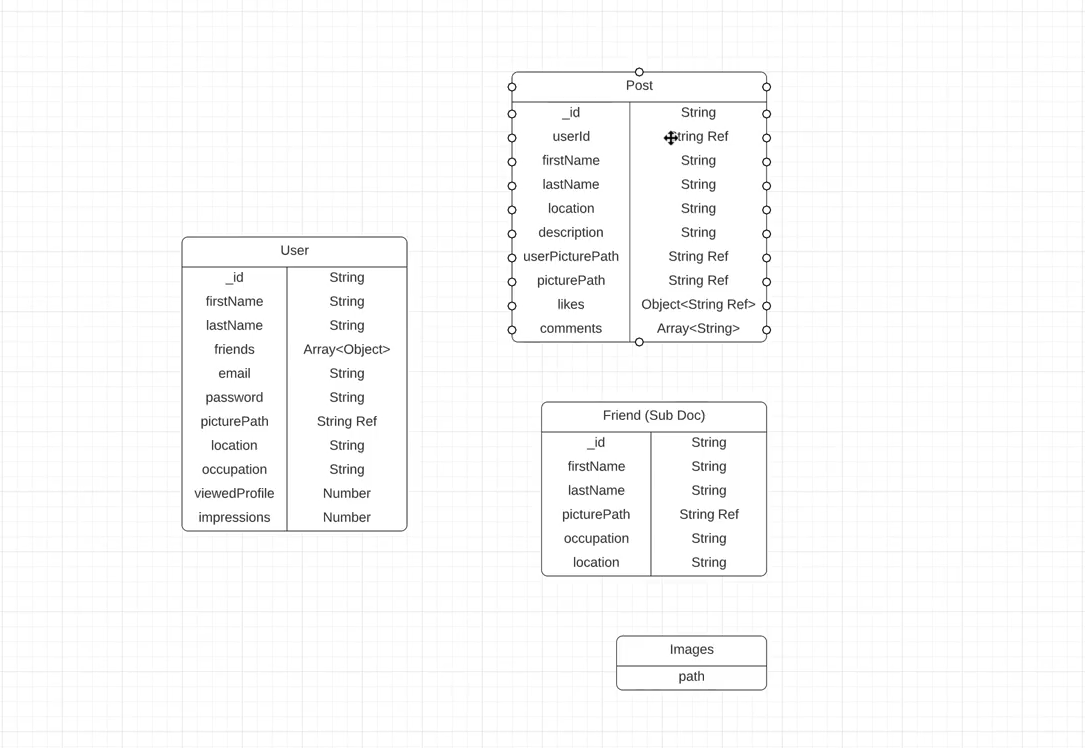 Post
_id String
userId String Ref
firstName String
lastName String
location String
description String
userPicturePath String Ref
picturePath String Ref
likes Object<String Ref>
comments Array<String>
User
_id String
firstName String
lastName String
friends Array<Object>
email String
password String
picturePath String Ref
location String
occupation String
viewedProfile Number
impressions Number
Friend (Sub Doc)
_id String
firstName String
lastName String
picturePath String Ref
occupation String
location String
Images
path